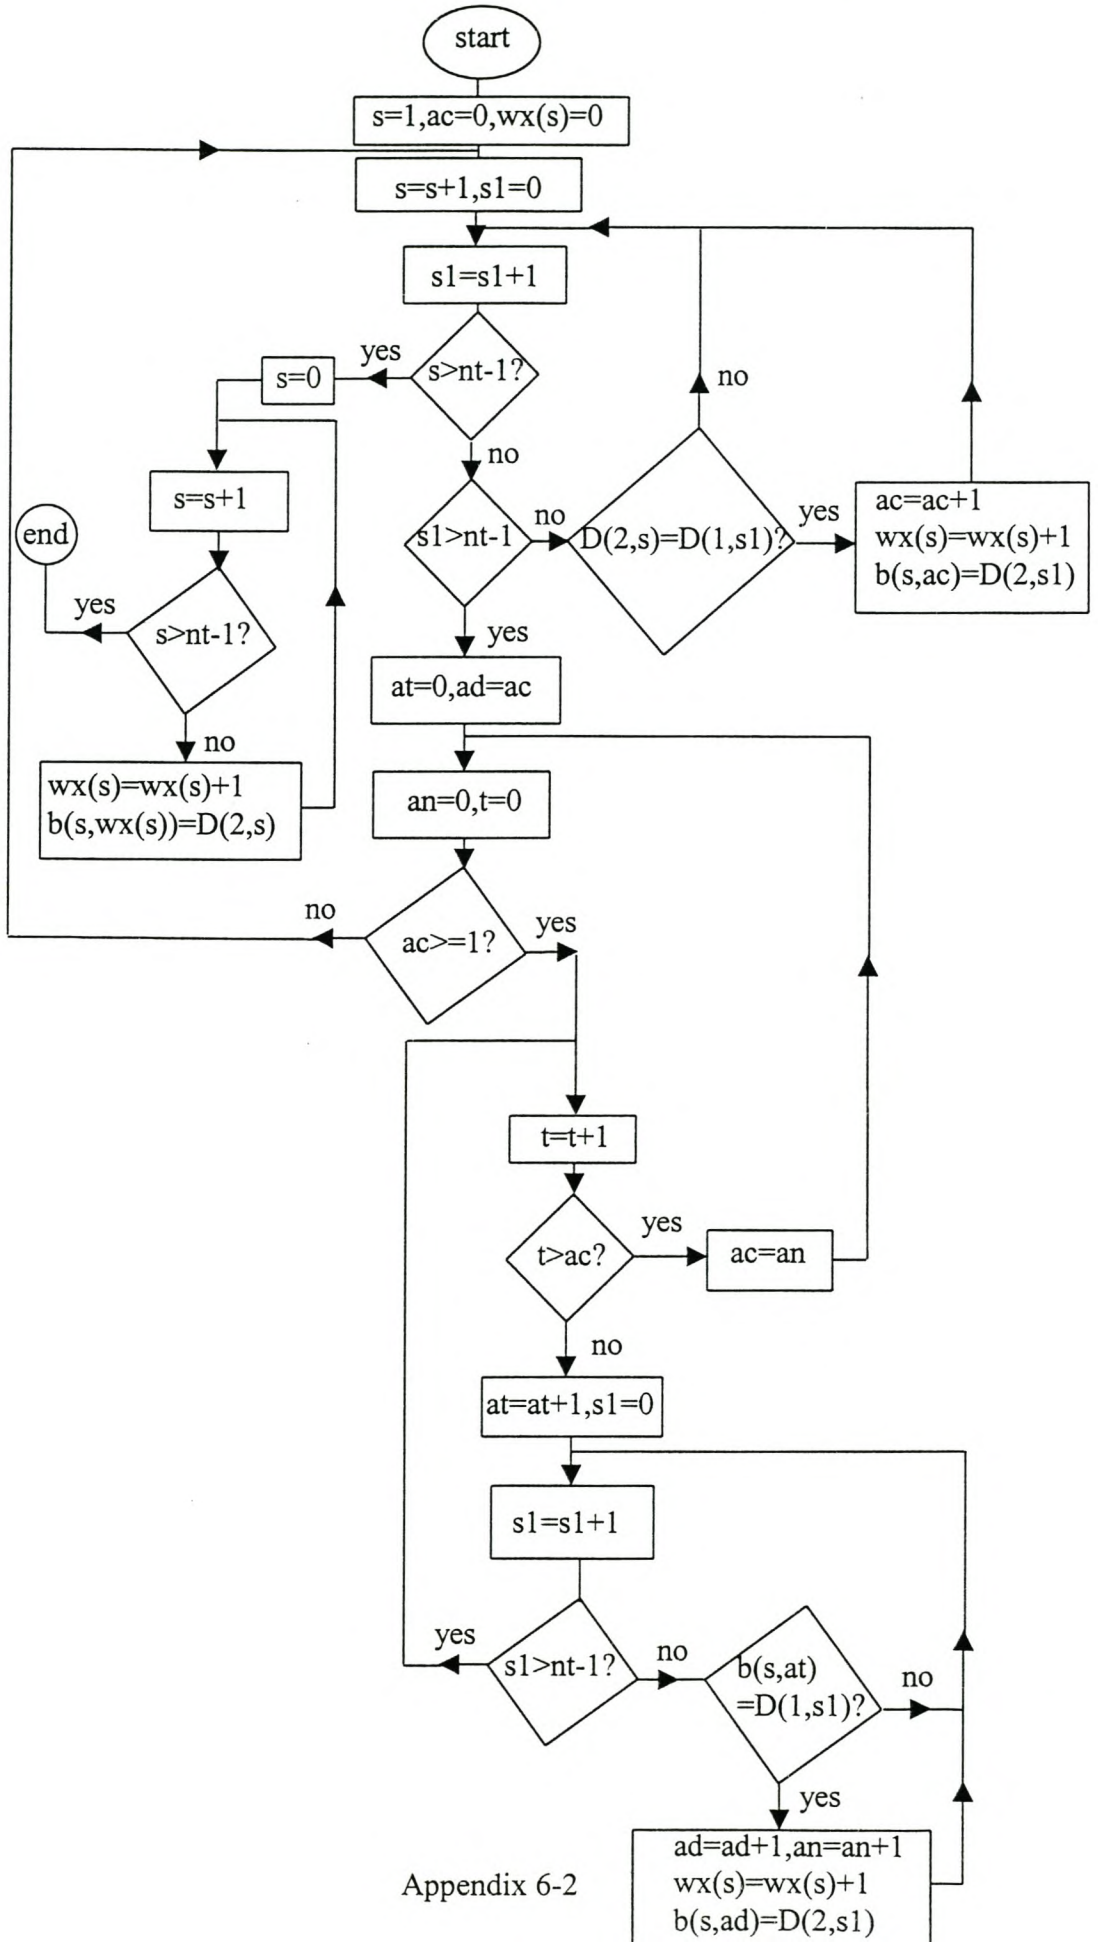 start
s=1,ac=0,wx(s)=0
s=s+1,s1=0
s1=s1+1
s>nt-1?
yes
s=0
no
s=s+1
end
s>nt-1?
yes
no
wx(s)=wx(s)+1
b(s,wx(s))=D(2,s)
s1>nt-1
no
D(2,s)=D(1,s1)?
no
yes
ac=ac+1
wx(s)=wx(s)+1
b(s,ac)=D(2,s1)
yes
at=0,ad=ac
an=0,t=0
ac>=1?
no
yes
t=t+1
t>ac?
yes
ac=an
no
at=at+1,s1=0
s1=s1+1
s1>nt-1?
yes
no
b(s,at)
=D(1,s1)?
no
yes
ad=ad+1,an=an+1
wx(s)=wx(s)+1
b(s,ad)=D(2,s1)
Appendix 6-2